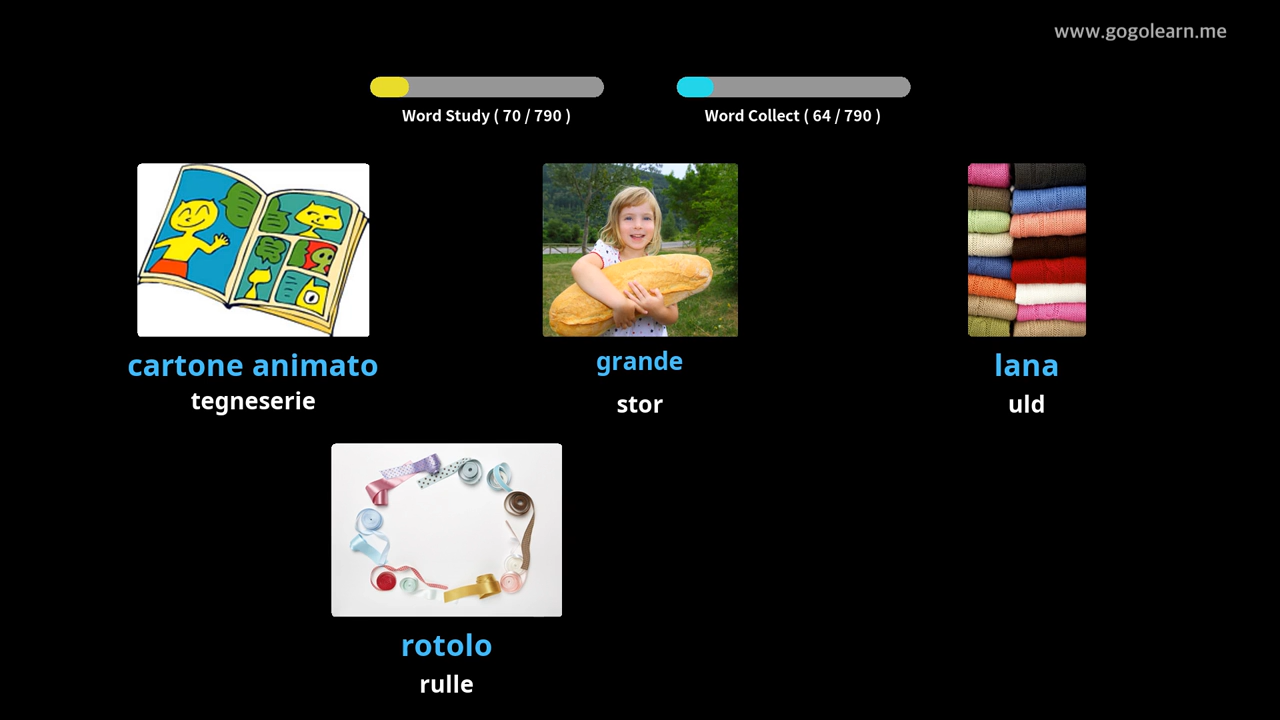 www.gogolearn.me
Word Study ( 70 / 790 )
Word Collect ( 64 / 790 )
cartone animato
tegneserie
grande
stor
lana
uld
rotolo
rulle